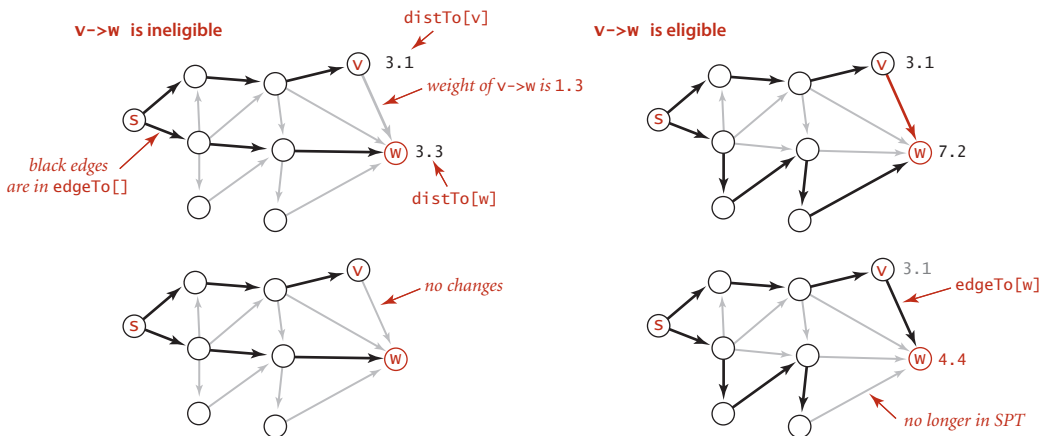 v->w is ineligible
distTo[v]
v
3.1
weight of v->w is 1.3
s
black edges
are in edgeTo[]
w
3.3
distTo[w]
v->w is eligible
v
3.1
s
w
7.2
v
no changes
s
w
v
3.1
edgeTo[w]
s
w
4.4
no longer in SPT